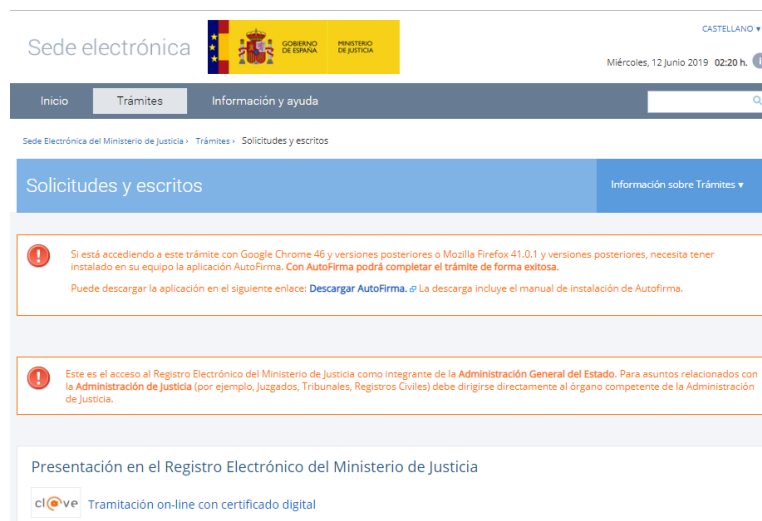 Sede electrónica
GOBIERNO
DE ESPAÑA
MINISTERIO
DE JUSTICIA
CASTELLANO
Miércoles, 12 Junio 2019 02:20 h.
Inicio Trámites Información y ayuda
Sede Electrónica del Ministerio de Justicia › Trámites › Solicitudes y escritos
Solicitudes y escritos
Información sobre Trámites
Si está accediendo a este trámite con Google Chrome 46 y versiones posteriores o Mozilla Firefox 41.0.1 y versiones posteriores, necesita tener
instalado en su equipo la aplicación AutoFirma. Con AutoFirma podrá completar el trámite de forma exitosa.
Puede descargar la aplicación en el siguiente enlace: Descargar AutoFirma. La descarga incluye el manual de instalación de Autofirma.
Este es el acceso al Registro Electrónico del Ministerio de Justicia como integrante de la Administración General del Estado. Para asuntos relacionados con
la Administración de Justicia (por ejemplo, Juzgados, Tribunales, Registros Civiles) debe dirigirse directamente al órgano competente de la Administración
de Justicia.
Presentación en el Registro Electrónico del Ministerio de Justicia
cl@ve Tramitación on-line con certificado digital